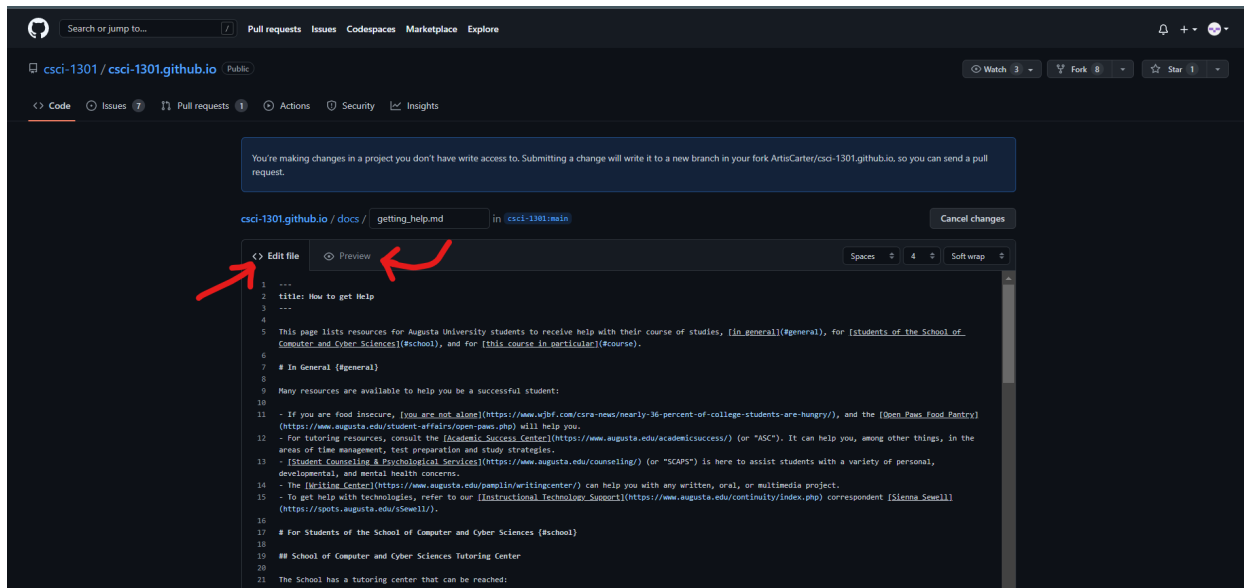 Search or jump to... /
Pull requests Issues Codespaces Marketplace Explore
csci-1301 / csci-1301.github.io Public
Watch 3 Fork 8 Star 1
Code Issues 7 Pull requests 1 Actions Security Insights
You're making changes in a project you don't have write access to. Submitting a change will write it to a new branch in your fork ArtisCarter/csci-1301.github.io, so you can send a pull
request.
csci-1301.github.io / docs / getting_help.md in csci-1301:main Cancel changes
<> Edit file Preview Spaces 4 Soft wrap
1 ---
2 title: How to get Help
3 ---
4
5 This page lists resources for Augusta University students to receive help with their course of studies, [in general](#general), for [students of the School of
Computer and Cyber Sciences](#school), and for [this course in particular](#course).
6
7 # In General {#general}
8
9 Many resources are available to help you be a successful student:
10
11 - If you are food insecure, [you are not alone](https://www.wjbf.com/csra-news/nearly-36-percent-of-college-students-are-hungry/), and the [Open Paws Food Pantry]
(https://www.augusta.edu/student-affairs/open-paws.php) will help you.
12 - For tutoring resources, consult the [Academic Success Center](https://www.augusta.edu/academicsuccess/) (or "ASC"). It can help you, among other things, in the
areas of time management, test preparation and study strategies.
13 - [Student Counseling & Psychological Services](https://www.augusta.edu/counseling/) (or "SCAPS") is here to assist students with a variety of personal,
developmental, and mental health concerns.
14 - The [Writing Center](https://www.augusta.edu/pamplin/writingcenter/) can help you with any written, oral, or multimedia project.
15 - To get help with technologies, refer to our [Instructional Technology Support](https://www.augusta.edu/continuity/index.php) correspondent [Sienna Sewell]
(https://spots.augusta.edu/sSewell/).
16
17 # For Students of the School of Computer and Cyber Sciences {#school}
18
19 ## School of Computer and Cyber Sciences Tutoring Center
20
21 The School has a tutoring center that can be reached: